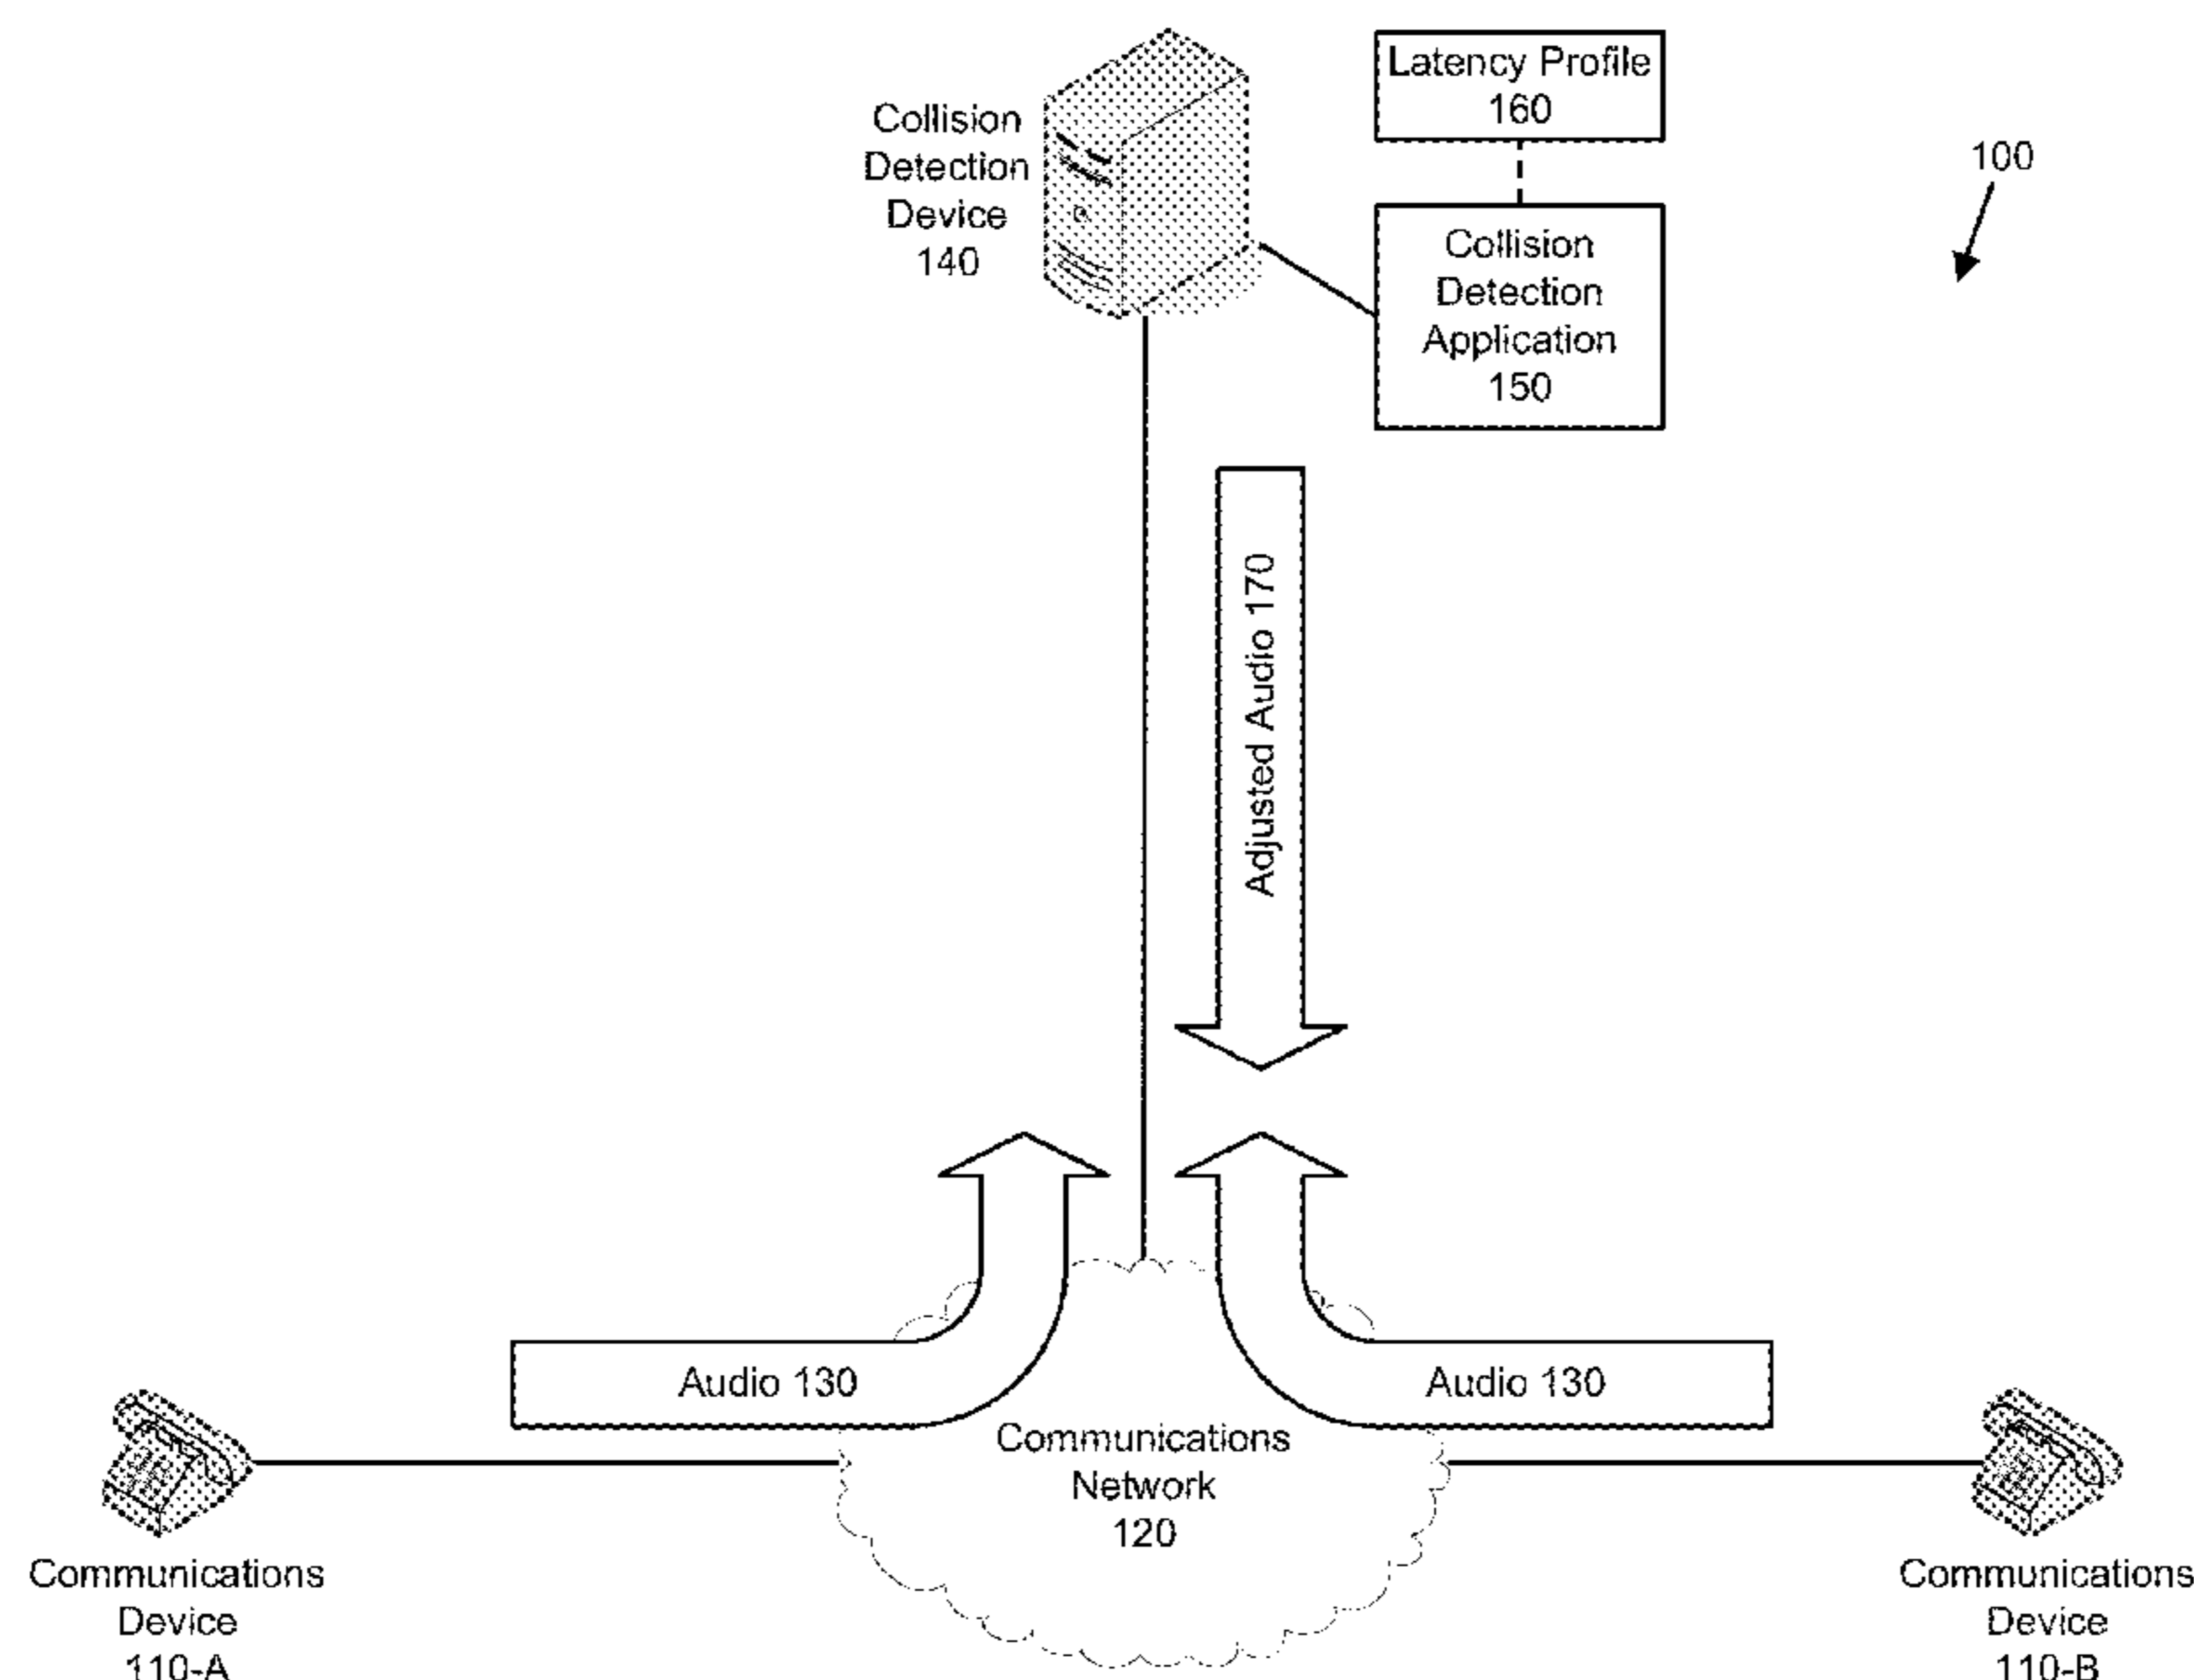 Latency Profile
160
Collision
Detection
Device
140
100
Collision
Detection
Application
150
Adjusted Audio 170
Audio 130
Audio 130
Communications
Network
120
Communications
Device
110-A
Communications
Device
110-B